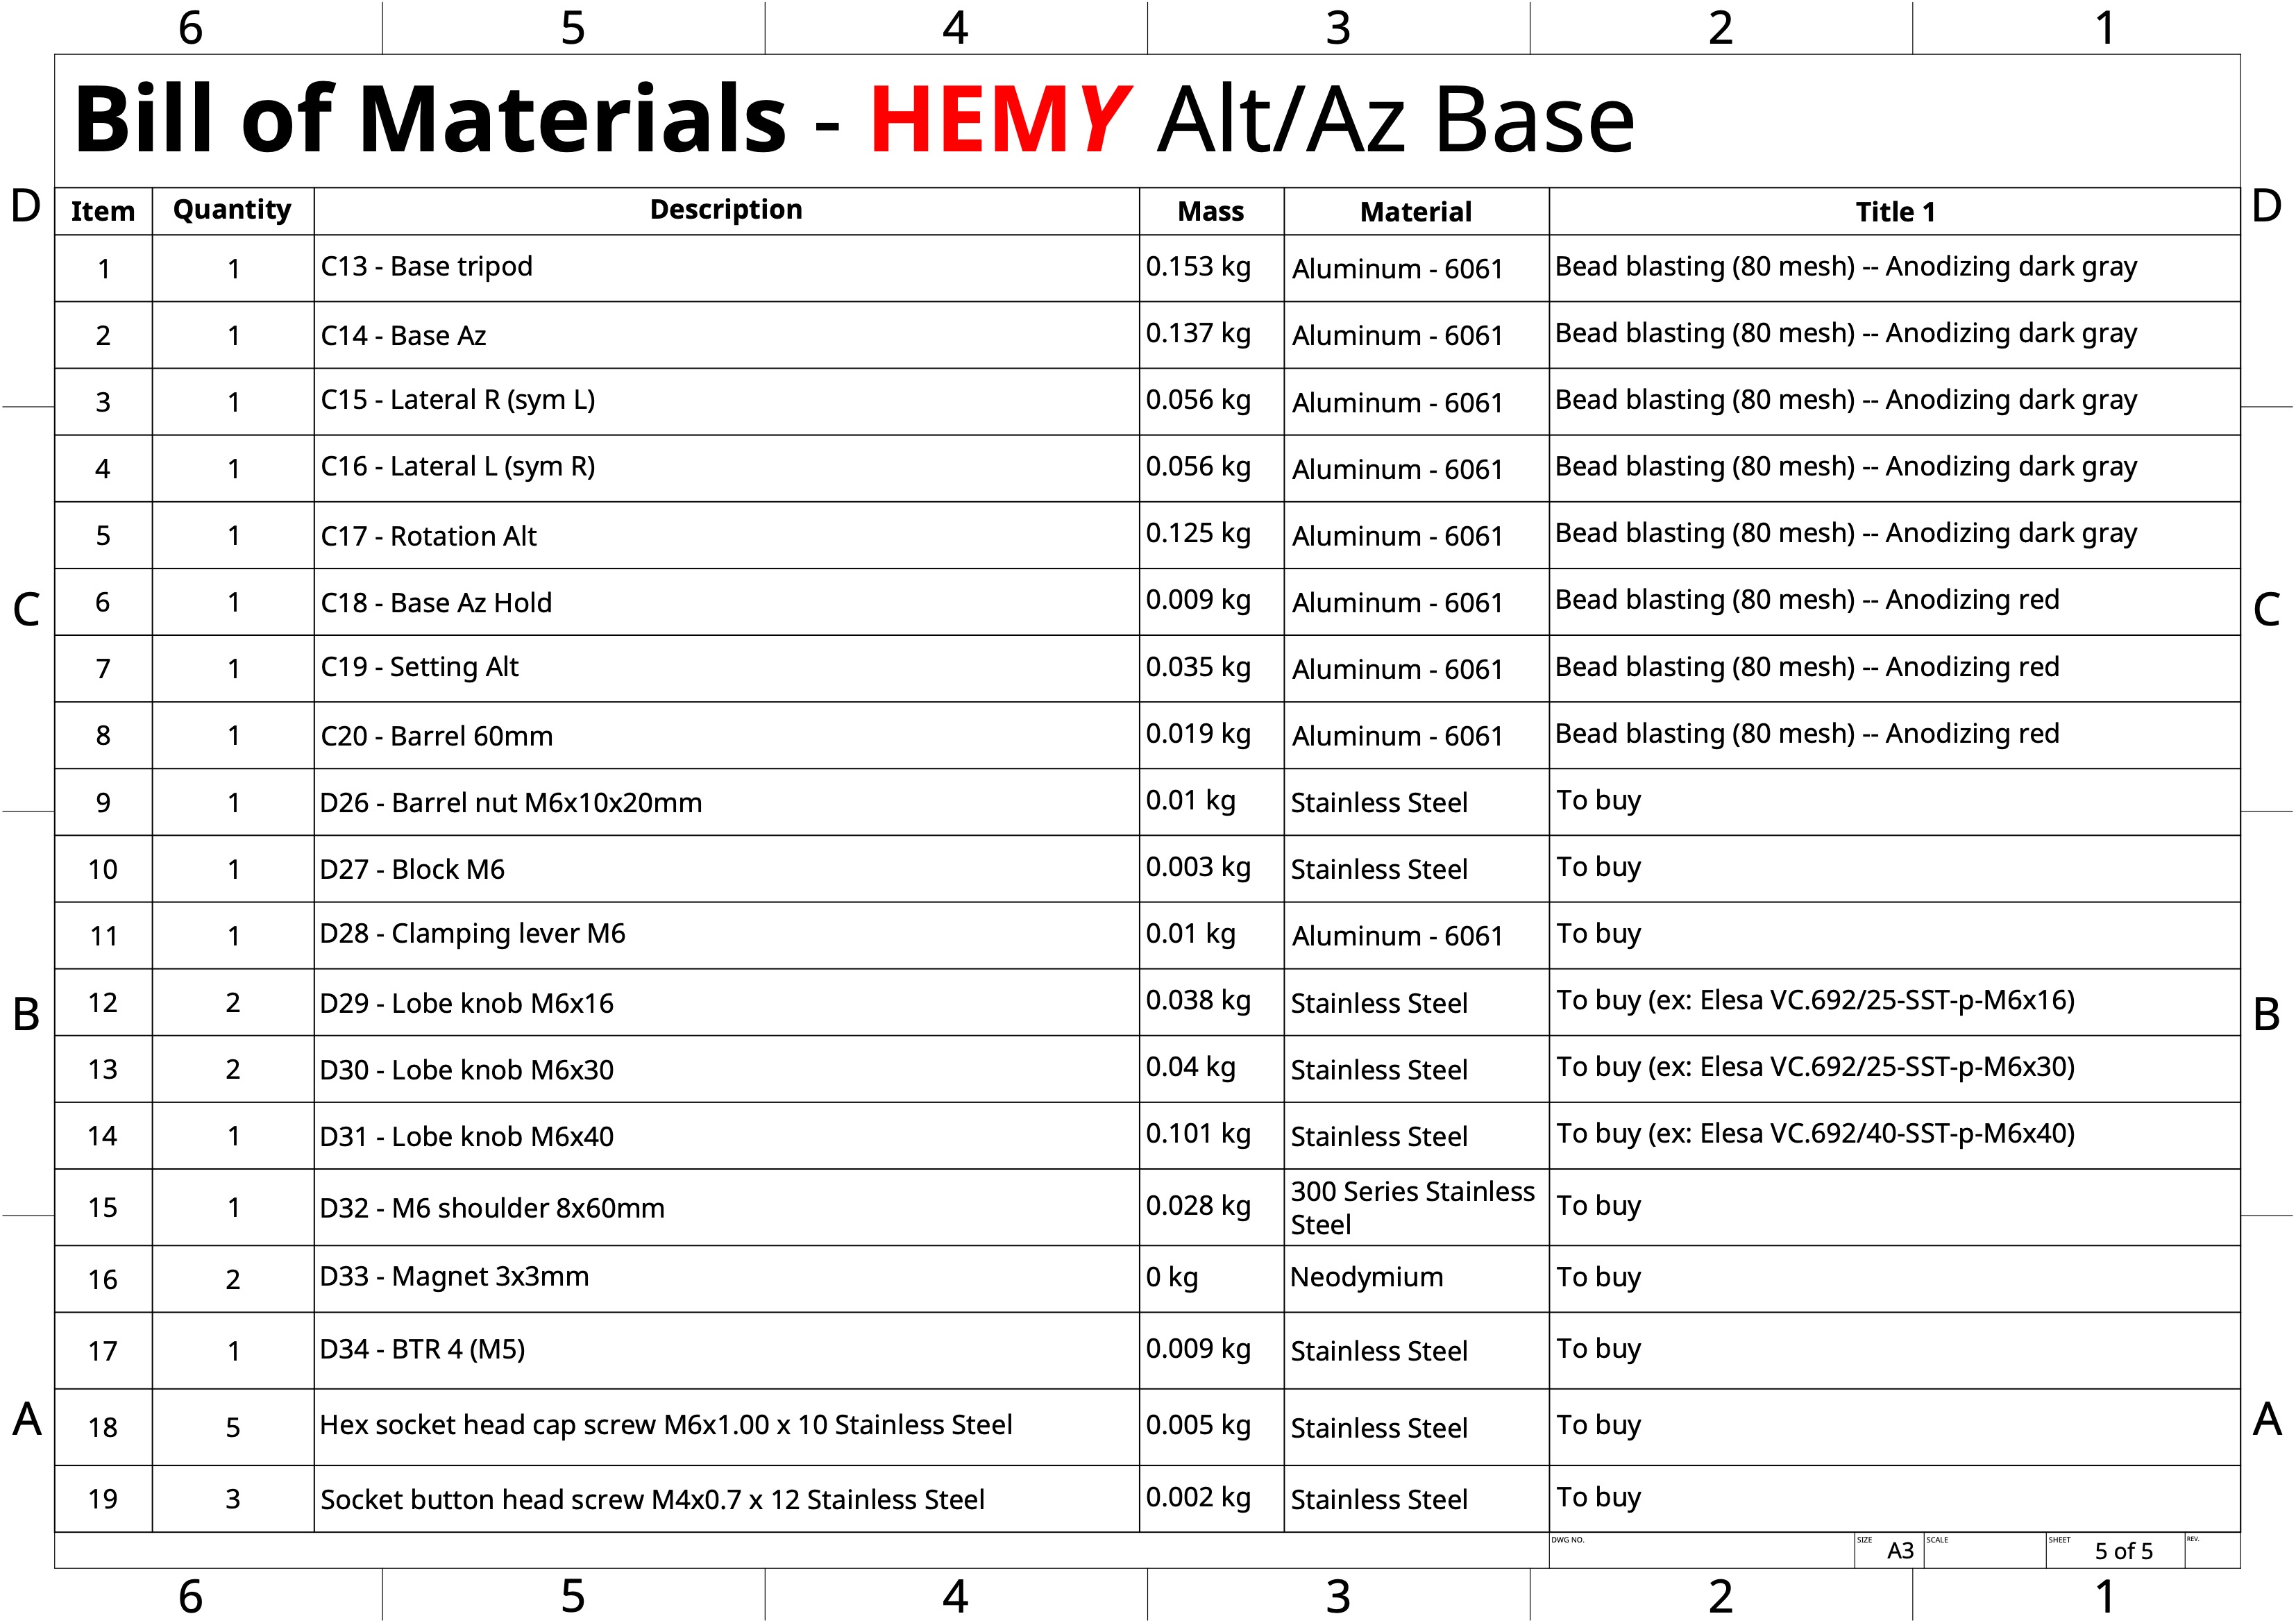 6 5 4 3 2 1
Bill of Materials - HEMY Alt/Az Base
D D
Item Quantity Description Mass Material Title 1
1 1 C13 - Base tripod 0.153 kg Aluminum - 6061 Bead blasting (80 mesh) -- Anodizing dark gray
2 1 C14 - Base Az 0.137 kg Aluminum - 6061 Bead blasting (80 mesh) -- Anodizing dark gray
3 1 C15 - Lateral R (sym L) 0.056 kg Aluminum - 6061 Bead blasting (80 mesh) -- Anodizing dark gray
4 1 C16 - Lateral L (sym R) 0.056 kg Aluminum - 6061 Bead blasting (80 mesh) -- Anodizing dark gray
5 1 C17 - Rotation Alt 0.125 kg Aluminum - 6061 Bead blasting (80 mesh) -- Anodizing dark gray
C C
6 1 C18 - Base Az Hold 0.009 kg Aluminum - 6061 Bead blasting (80 mesh) -- Anodizing red
7 1 C19 - Setting Alt 0.035 kg Aluminum - 6061 Bead blasting (80 mesh) -- Anodizing red
8 1 C20 - Barrel 60mm 0.019 kg Aluminum - 6061 Bead blasting (80 mesh) -- Anodizing red
9 1 D26 - Barrel nut M6x10x20mm 0.01 kg Stainless Steel To buy
10 1 D27 - Block M6 0.003 kg Stainless Steel To buy
11 1 D28 - Clamping lever M6 0.01 kg Aluminum - 6061 To buy
B B
12 2 D29 - Lobe knob M6x16 0.038 kg Stainless Steel To buy (ex: Elesa VC.692/25-SST-p-M6x16)
13 2 D30 - Lobe knob M6x30 0.04 kg Stainless Steel To buy (ex: Elesa VC.692/25-SST-p-M6x30)
14 1 D31 - Lobe knob M6x40 0.101 kg Stainless Steel To buy (ex: Elesa VC.692/40-SST-p-M6x40)
15 1 D32 - M6 shoulder 8x60mm 0.028 kg 300 Series Stainless
Steel To buy
16 2 D33 - Magnet 3x3mm 0 kg Neodymium To buy
17 1 D34 - BTR 4 (M5) 0.009 kg Stainless Steel To buy
A A
18 5 Hex socket head cap screw M6x1.00 x 10 Stainless Steel 0.005 kg Stainless Steel To buy
19 3 Socket button head screw M4x0.7 x 12 Stainless Steel 0.002 kg Stainless Steel To buy
DWG NO. SIZE A3 SCALE SHEET 5 of 5 REV.
6 5 4 3 2 1